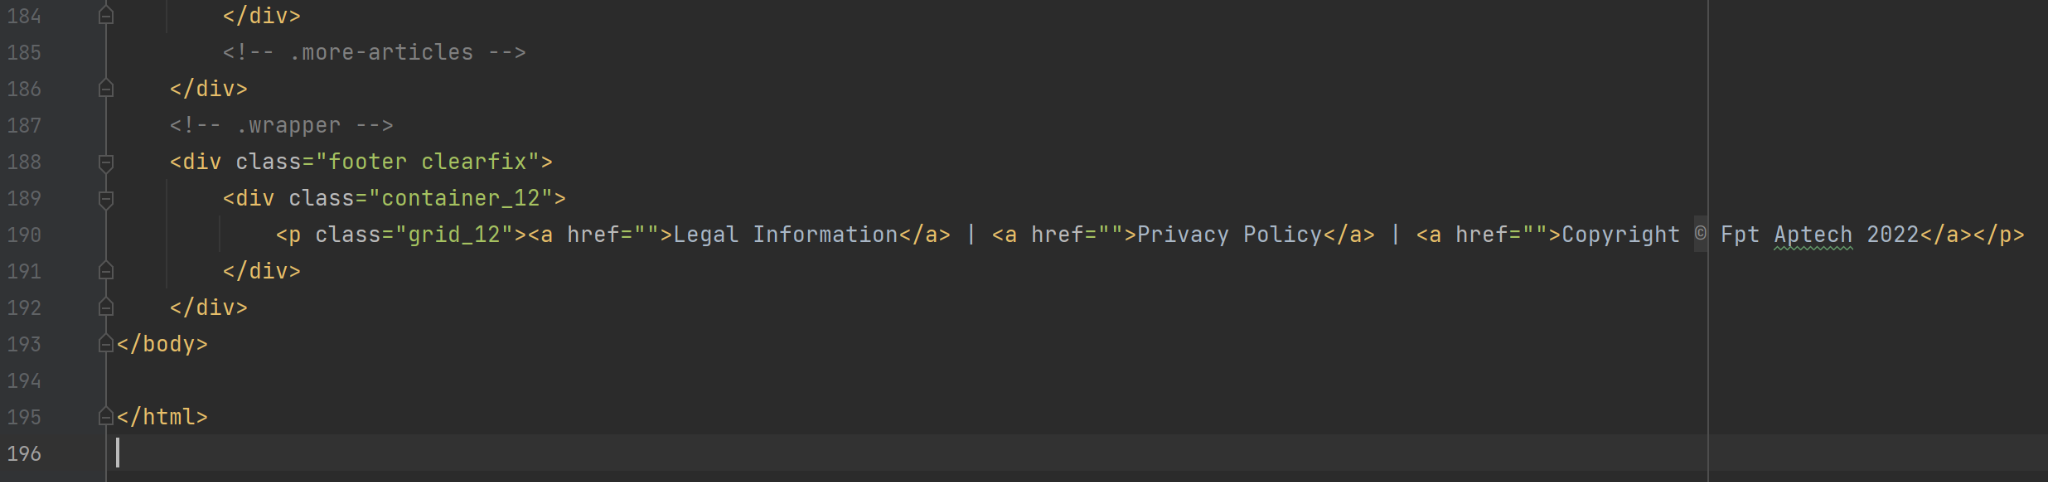 184 </div>
185 <!-- .more-articles -->
186 </div>
187 <!-- .wrapper -->
188 <div class="footer clearfix">
189 <div class="container_12">
190 <p class="grid_12"><a href="">Legal Information</a> | <a href="">Privacy Policy</a> | <a href="">Copyright © Fpt Aptech 2022</a></p>
191 </div>
192 </div>
193 </body>
194
195 </html>
196